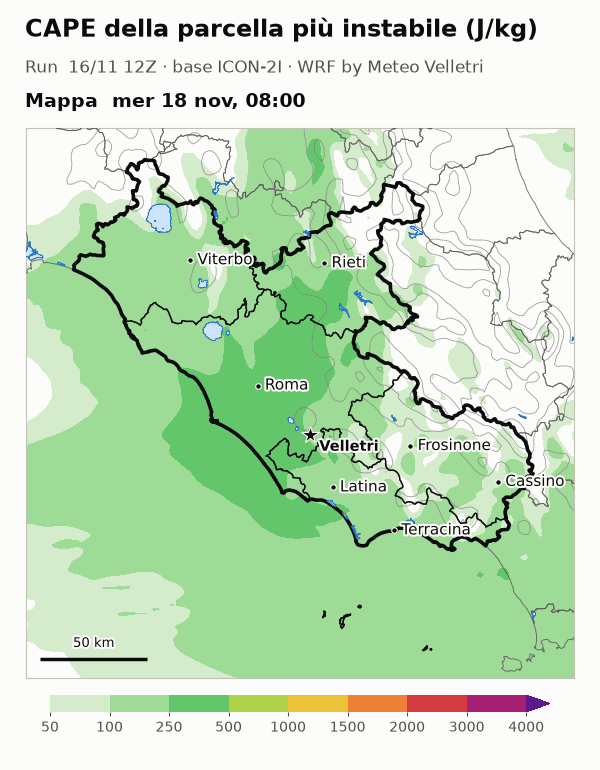 CAPE della parcella più instabile (J/kg)
Run  16/11 12Z · base ICON-2I · WRF by Meteo Velletri
Mappa  mer 18 nov, 08:00
Viterbo
Rieti
Roma
Velletri
Frosinone
Cassino
Latina
Terracina
50 km
50 100 250 500 1000 1500 2000 3000 4000